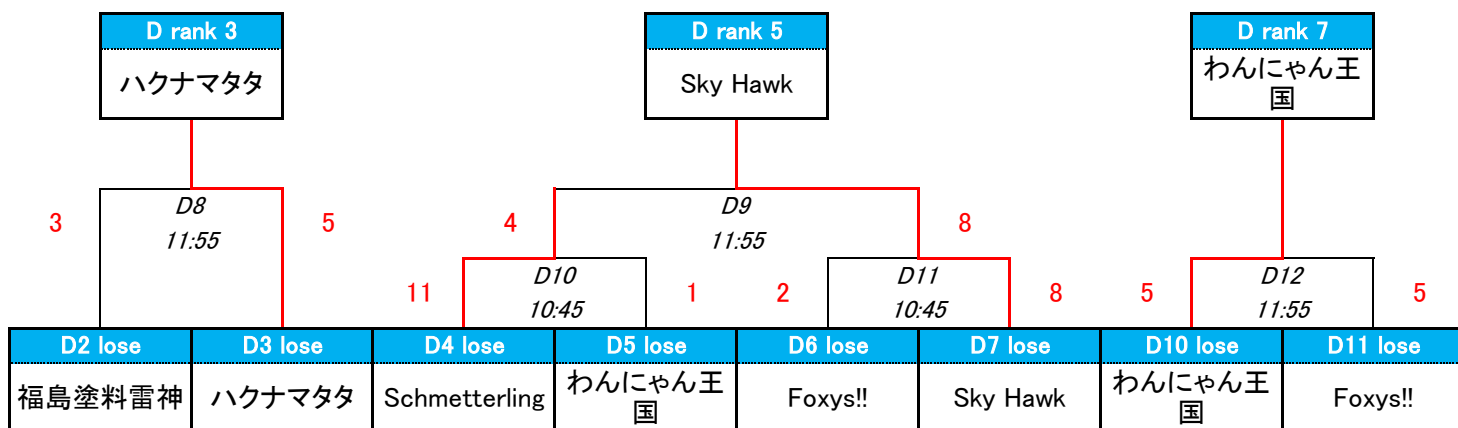 D rank 3
D rank 5
D rank 7
ハクナマタタ
Sky Hawk
わんにゃん王
国
3
D8
11:55
5
4
D9
11:55
8
11
D10
10:45
1
2
D11
10:45
8
5
D12
11:55
5
D2 lose
D3 lose
D4 lose
D5 lose
D6 lose
D7 lose
D10 lose
D11 lose
福島塗料雷神
ハクナマタタ
Schmetterling
わんにゃん王
国
Foxys!!
Sky Hawk
わんにゃん王
国
Foxys!!